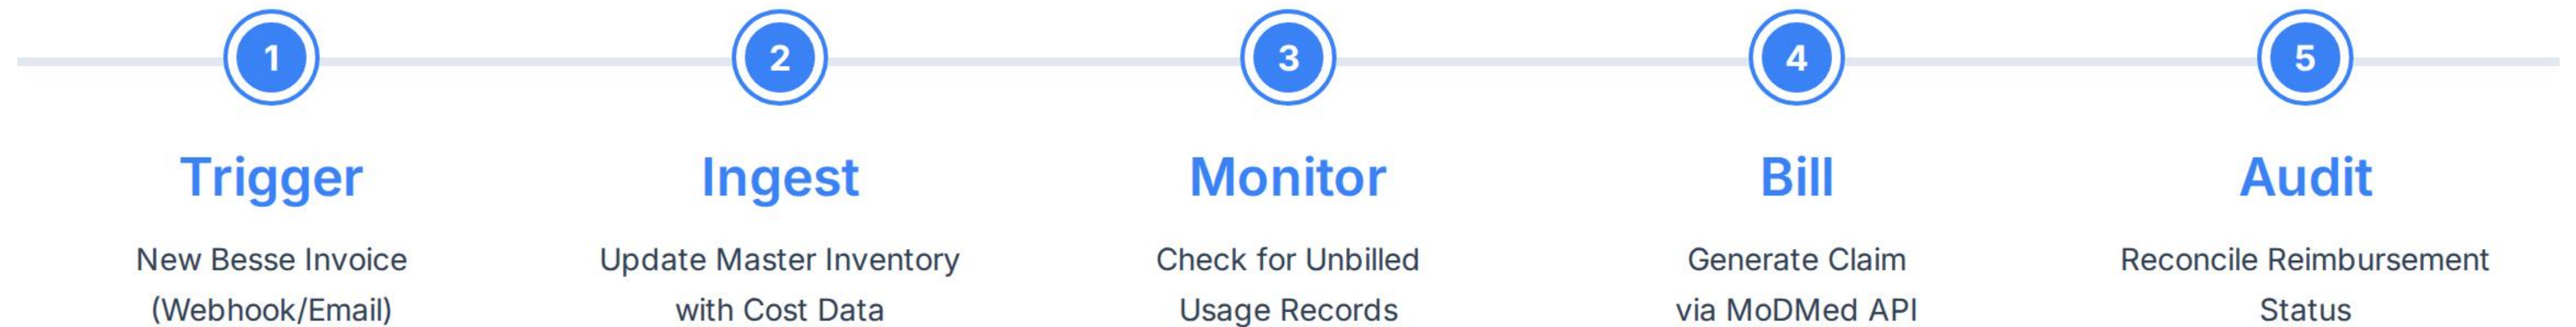 1
2
3
4
5
Trigger
Ingest
Monitor
Bill
Audit
New Besse Invoice
(Webhook/Email)
Update Master Inventory
with Cost Data
Check for Unbilled
Usage Records
Generate Claim
via MoDMed API
Reconcile Reimbursement
Status